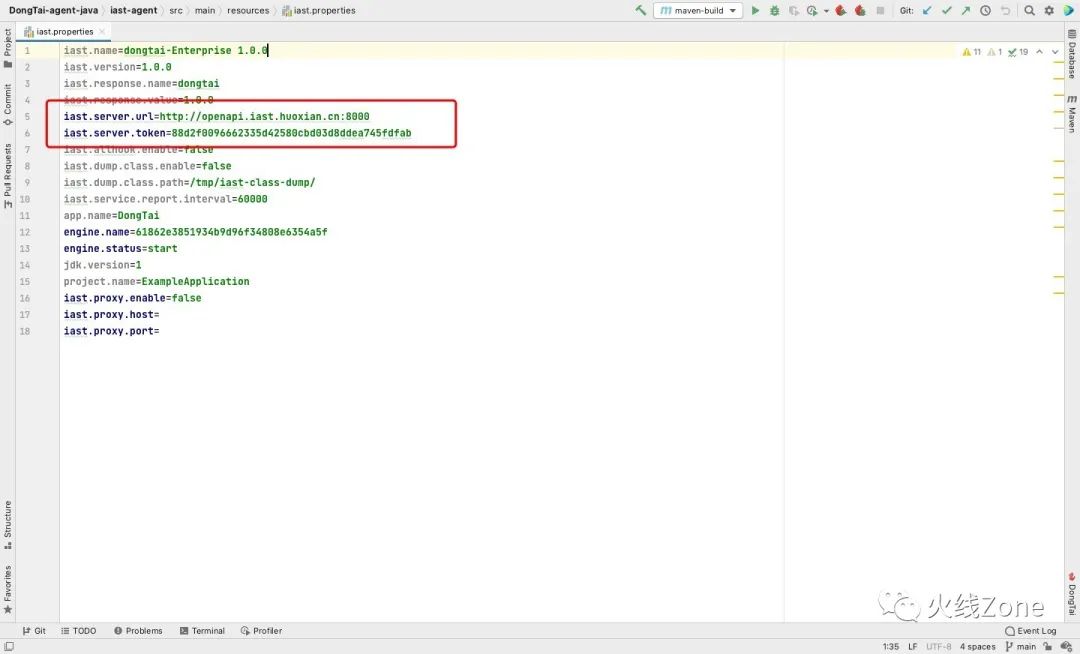 DongTai-agent-java iast-agent src main resources iast.properties maven-build Git:
iast.properties
1 iast.name=dongtai-Enterprise 1.0.0 11 1 19
2 iast.version=1.0.0
3 iast.response.name=dongtai
4 iast.response.value=1.0.0
5 iast.server.url=http://openapi.iast.huoxian.cn:8000
6 iast.server.token=88d2f0096662335d42580cbd03d8ddea745fdfab
7 iast.allhook.enable=false
8 iast.dump.class.enable=false
9 iast.dump.class.path=/tmp/iast-class-dump/
10 iast.service.report.interval=60000
11 app.name=DongTai
12 engine.name=61862e3851934b9d96f34808e6354a5f
13 engine.status=start
14 jdk.version=1
15 project.name=ExampleApplication
16 iast.proxy.enable=false
17 iast.proxy.host=
18 iast.proxy.port=
Project
Commit
Pull Requests
Structure
Favorites
Database
Maven
DongTai
火线Zone
Git TODO Problems Terminal Profiler Event Log
1:35 LF UTF-8 4 spaces main